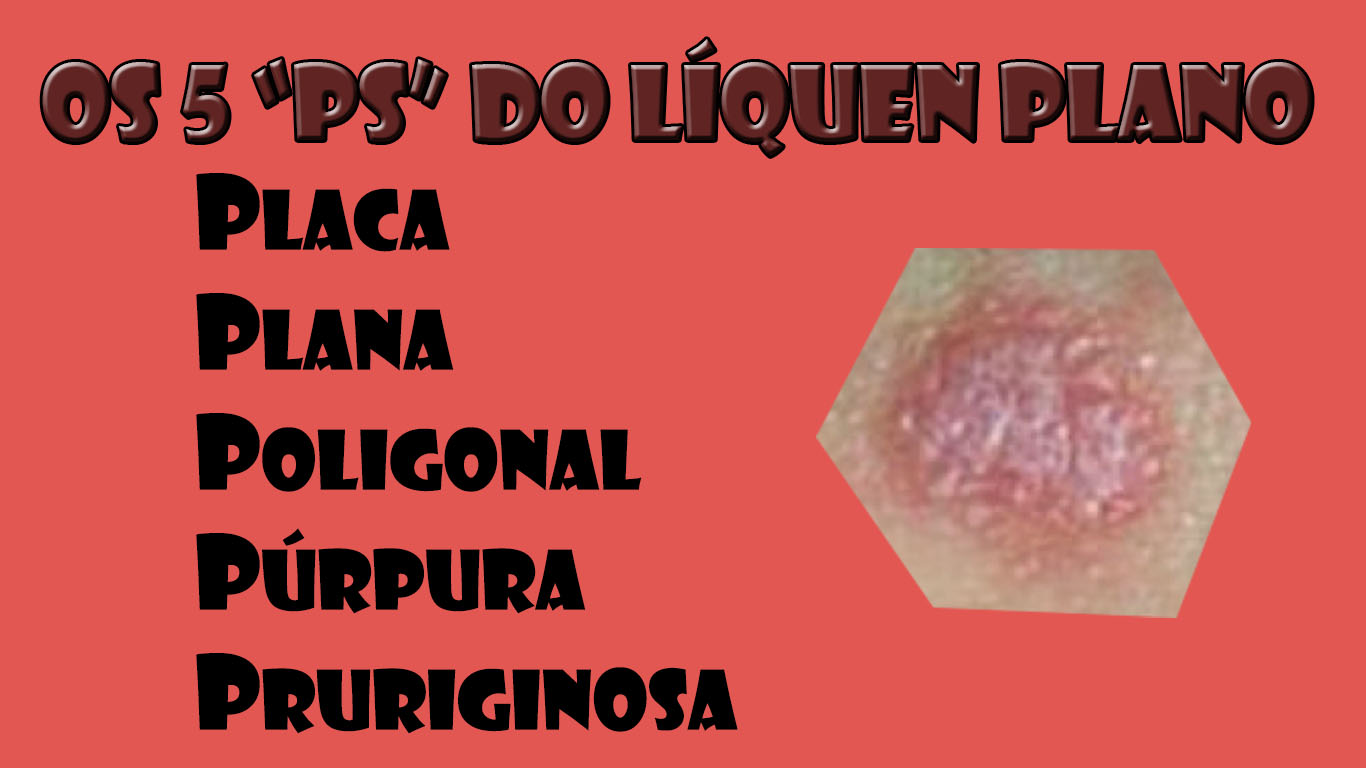 OS 5 "PS" DO LÍQUEN PLANO
PLACA
PLANA
POLIGONAL
PÚRPURA
PRURIGINOSA